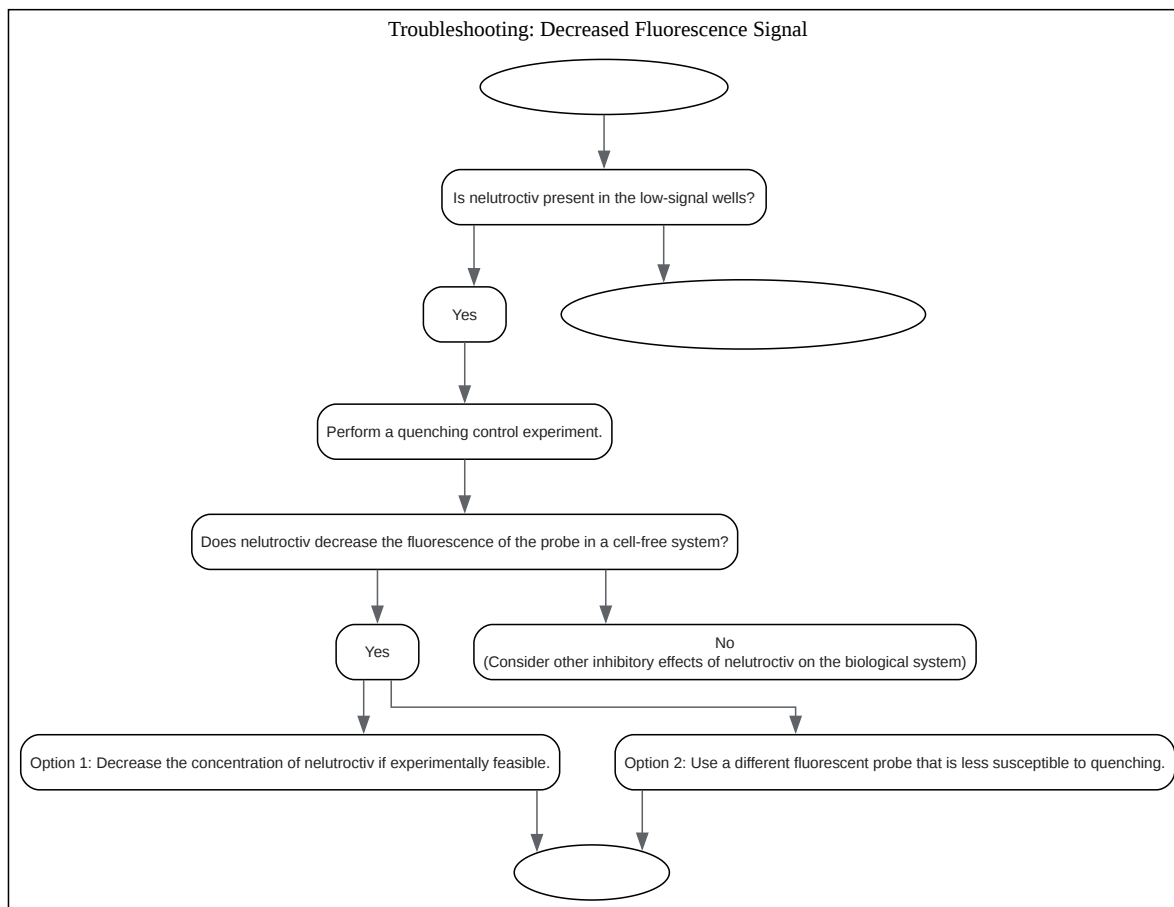 Troubleshooting: Decreased Fluorescence Signal
Is nelutroctiv present in the low-signal wells?
Yes
Perform a quenching control experiment.
Does nelutroctiv decrease the fluorescence of the probe in a cell-free system?
Yes
No
(Consider other inhibitory effects of nelutroctiv on the biological system)
Option 1: Decrease the concentration of nelutroctiv if experimentally feasible.
Option 2: Use a different fluorescent probe that is less susceptible to quenching.